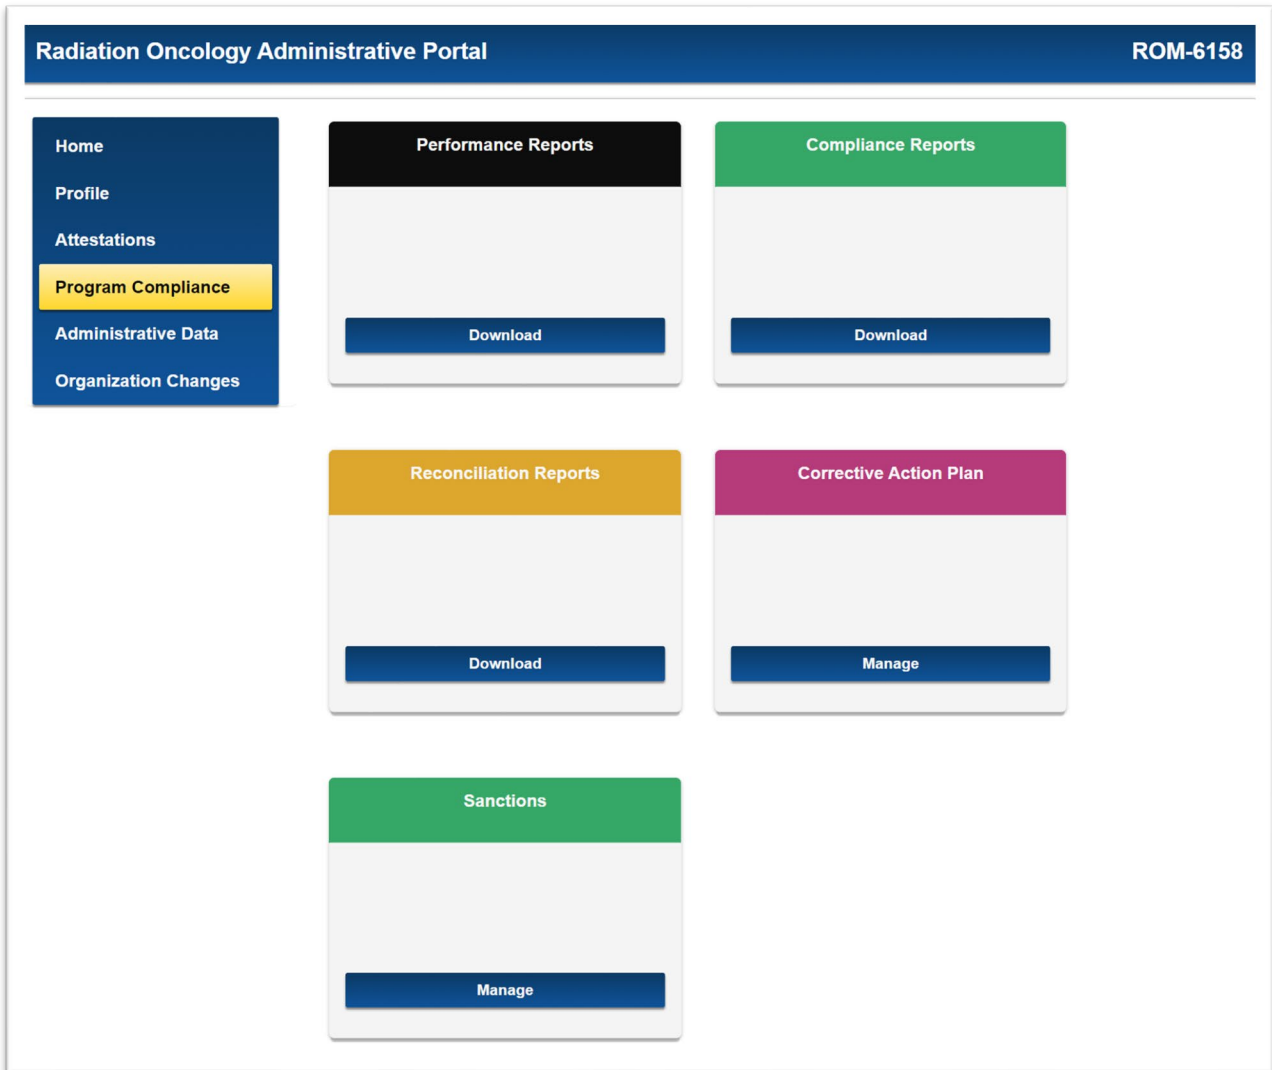 Radiation Oncology Administrative Portal
ROM-6158
Home
Profile
Attestations
Program Compliance
Administrative Data
Organization Changes
Performance Reports
Download
Compliance Reports
Download
Reconciliation Reports
Download
Corrective Action Plan
Manage
Sanctions
Manage